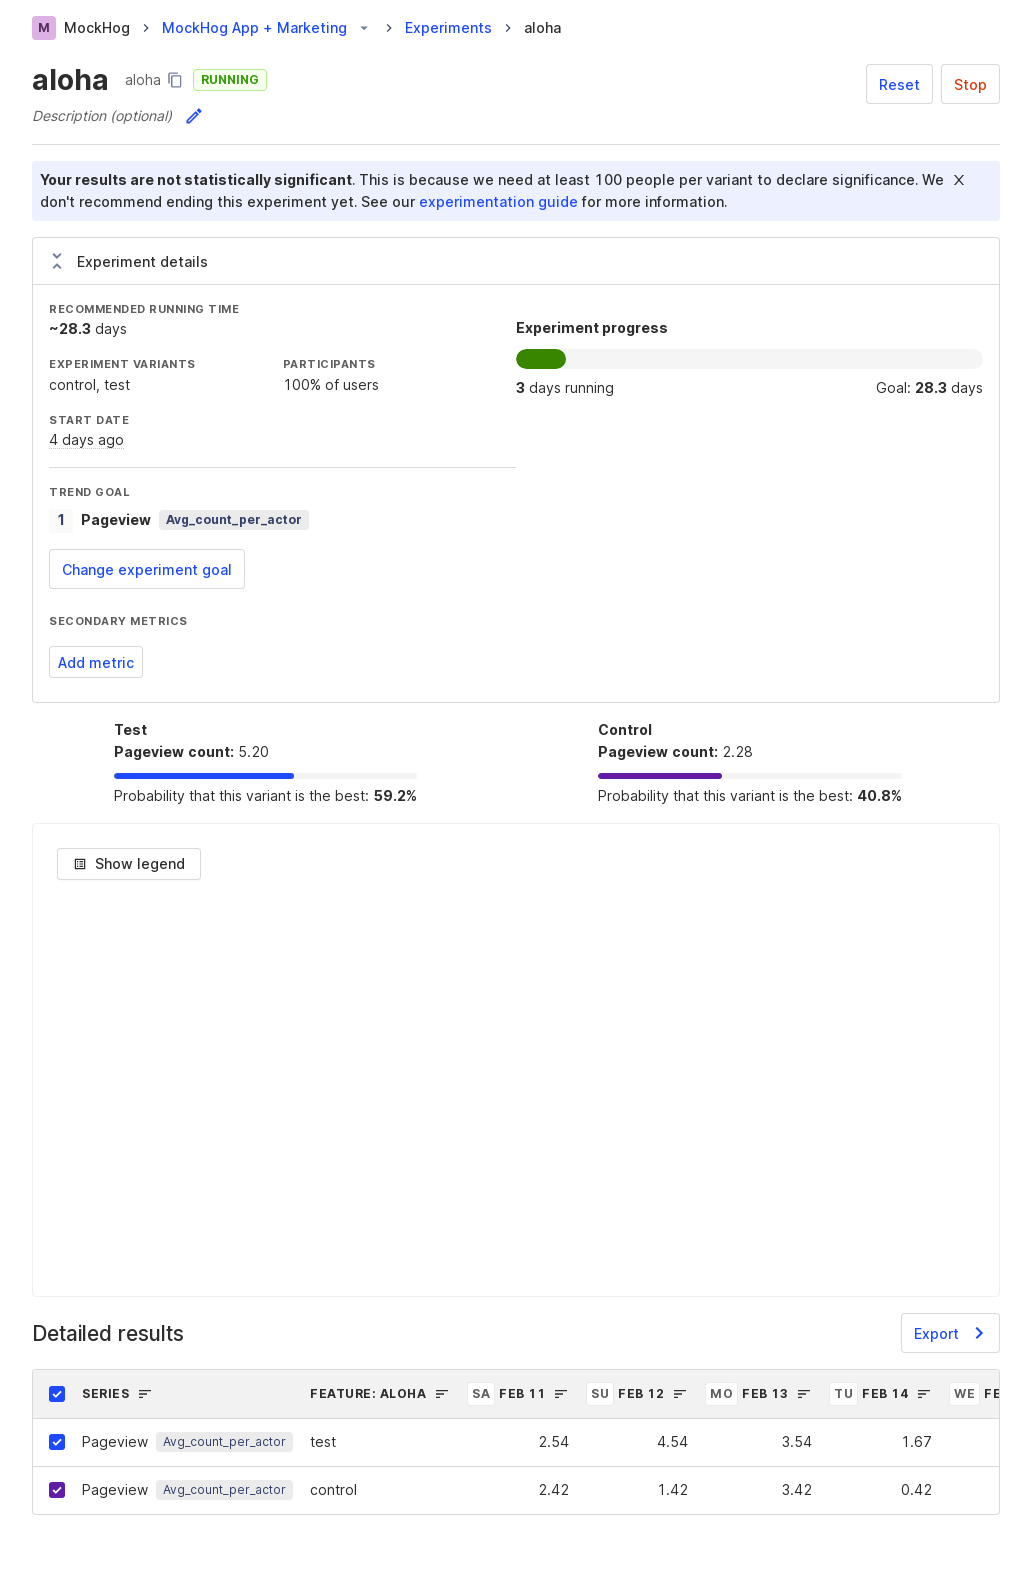 M MockHog MockHog App + Marketing Experiments aloha
aloha aloha RUNNING Reset Stop
Description (optional)
Your results are not statistically significant. This is because we need at least 100 people per variant to declare significance. We
don't recommend ending this experiment yet. See our experimentation guide for more information.
Experiment details
RECOMMENDED RUNNING TIME
~28.3 days
Experiment progress
EXPERIMENT VARIANTS PARTICIPANTS
control, test 100% of users
3 days running Goal: 28.3 days
START DATE
4 days ago
TREND GOAL
1 Pageview Avg_count_per_actor
Change experiment goal
SECONDARY METRICS
Add metric
Test Control
Pageview count: 5.20 Pageview count: 2.28
Probability that this variant is the best: 59.2% Probability that this variant is the best: 40.8%
Show legend
Detailed results Export
SERIES FEATURE: ALOHA SA FEB 11 SU FEB 12 MO FEB 13 TU FEB 14 WE FE
Pageview Avg_count_per_actor test 2.54 4.54 3.54 1.67
Pageview Avg_count_per_actor control 2.42 1.42 3.42 0.42